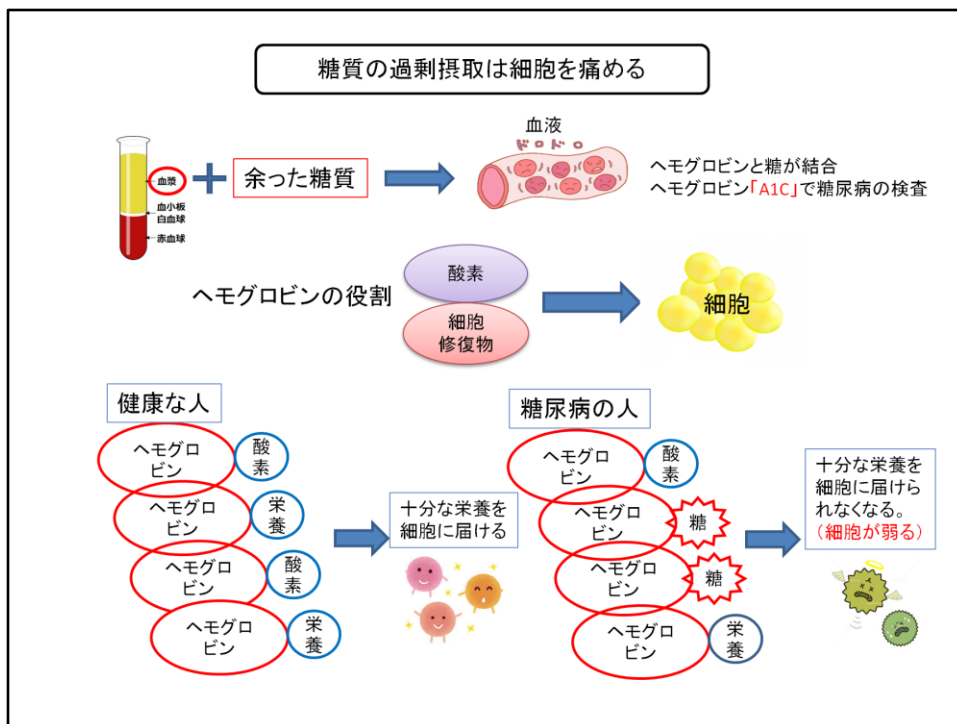 糖質の過剰摂取は細胞を痛める
血漿
血小板
白血球
赤血球
余った糖質
血液
ドロドロ
ヘモグロビンと糖が結合
ヘモグロビン「A1C」で糖尿病の検査
ヘモグロビンの役割
酸素
細胞
修復物
細胞
健康な人
ヘモグロ
ビン
酸
素
ヘモグロ
ビン
栄
養
ヘモグロ
ビン
酸
素
ヘモグロ
ビン
栄
養
十分な栄養を
細胞に届ける
糖尿病の人
ヘモグロ
ビン
酸
素
ヘモグロ
ビン
糖
ヘモグロ
ビン
糖
ヘモグロ
ビン
栄
養
十分な栄養を
細胞に届けら
れなくなる。
（細胞が弱る）